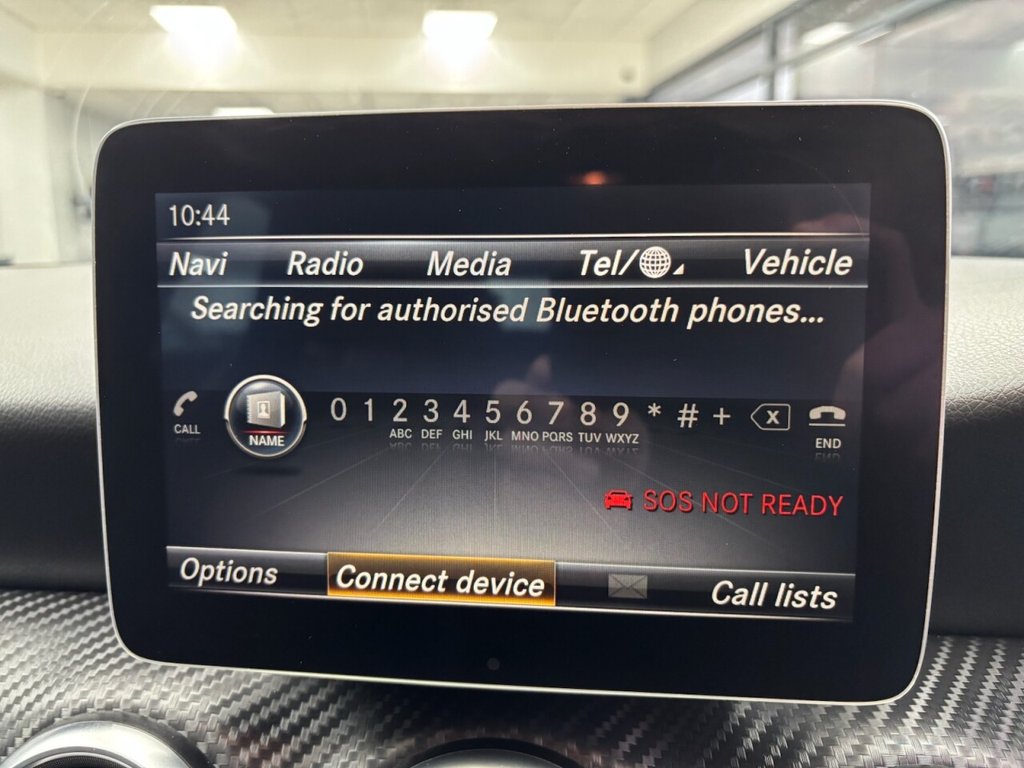 10:44
Navi Radio Media Tel/ Vehicle
Searching for authorised Bluetooth phones...
0 1 2 3 4 5 6 7 8 9 * # +
CALL NAME ABC DEF GHI JKL MNO PQRS TUV WXYZ END
SOS NOT READY
Options Connect device Call lists